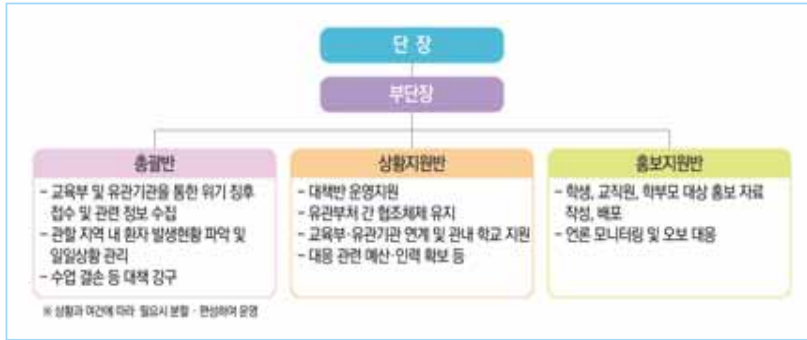 단 장
부단장
총괄반
- 교육부 및 유관기관을 통한 위기 징후
접수 및 관련 정보 수집
- 관할 지역 내 환자 발생현황 파악 및
일일상황 관리
- 수업 결손 등 대책 강구
상황지원반
- 대책반 운영지원
- 유관부처 간 협조체제 유지
- 교육부·유관기관 연계 및 관내 학교 지원
- 대응 관련 예산·인력 확보 등
홍보지원반
- 학생, 교직원, 학부모 대상 홍보 자료
작성, 배포
- 언론 모니터링 및 오보 대응
※ 상황과 여건에 따라 필요시 분할 · 편성하여 운영